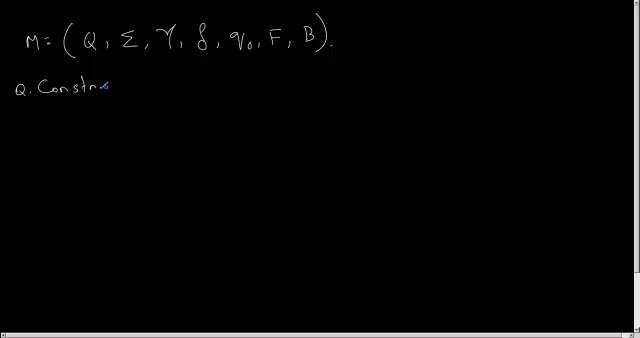 M = (Q, Σ, γ, δ, q₀, F, B).
Q. Constr